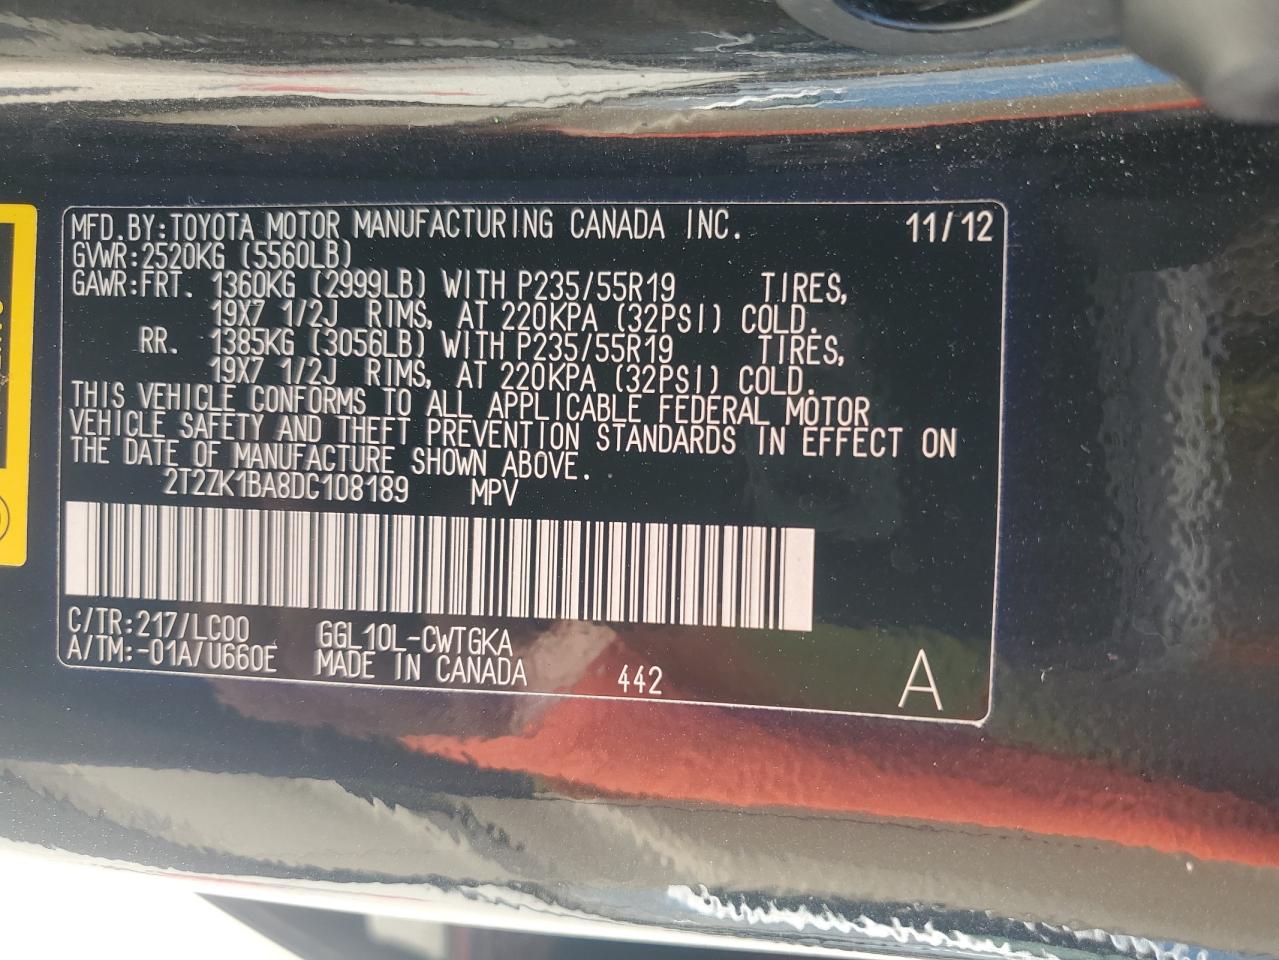 MFD.BY:TOYOTA MOTOR MANUFACTURING CANADA INC. 11/12
GVWR:2520KG (5560LB)
GAWR:FRT. 1360KG (2999LB) WITH P235/55R19 TIRES,
19X7 1/2J RIMS, AT 220KPA (32PSI) COLD.
RR. 1385KG (3056LB) WITH P235/55R19 TIRES,
19X7 1/2J RIMS, AT 220KPA (32PSI) COLD.
THIS VEHICLE CONFORMS TO ALL APPLICABLE FEDERAL MOTOR
VEHICLE SAFETY AND THEFT PREVENTION STANDARDS IN EFFECT ON
THE DATE OF MANUFACTURE SHOWN ABOVE.
2T2ZK1BA8DC108189 MPV
C/TR:217/LC00 GGL10L-CWTGKA
A/TM:-01A/U660E MADE IN CANADA 442 A